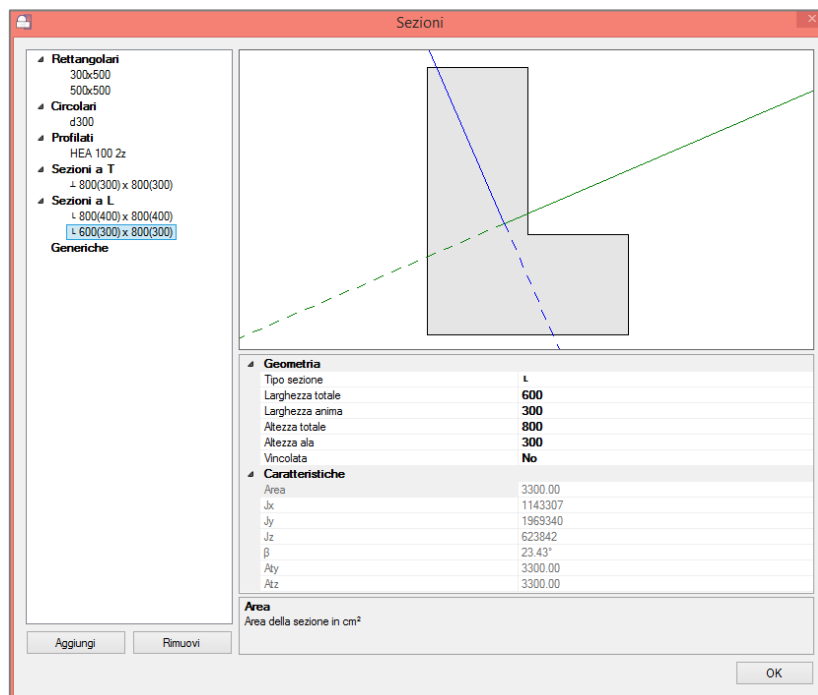 Sezioni
Rettangolari
300x500
500x500
Circolari
d300
Profilati
HEA 100 2z
Sezioni a T
⊥ 800(300) x 800(300)
Sezioni a L
L 800(400) x 800(400)
L 600(300) x 800(300)
Generiche
Geometria
Tipo sezione L
Larghezza totale 600
Larghezza anima 300
Altezza totale 800
Altezza ala 300
Vincolata No
Caratteristiche
Area 3300.00
Jx 1143307
Jy 1969340
Jz 623842
β 23.43°
Aty 3300.00
Atz 3300.00
Area
Area della sezione in cm²
Aggiungi Rimuovi
OK